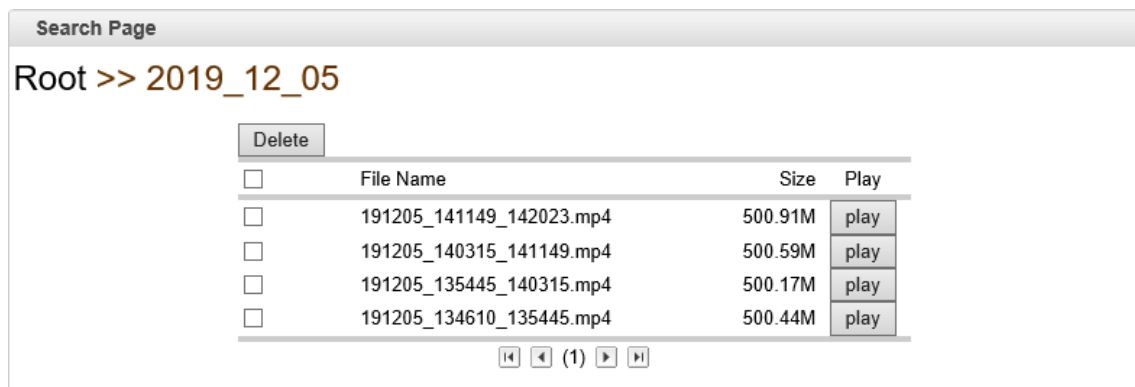 Search Page
Root >> 2019_12_05
Delete
File Name Size Play
191205_141149_142023.mp4 500.91M play
191205_140315_141149.mp4 500.59M play
191205_135445_140315.mp4 500.17M play
191205_134610_135445.mp4 500.44M play
(1)